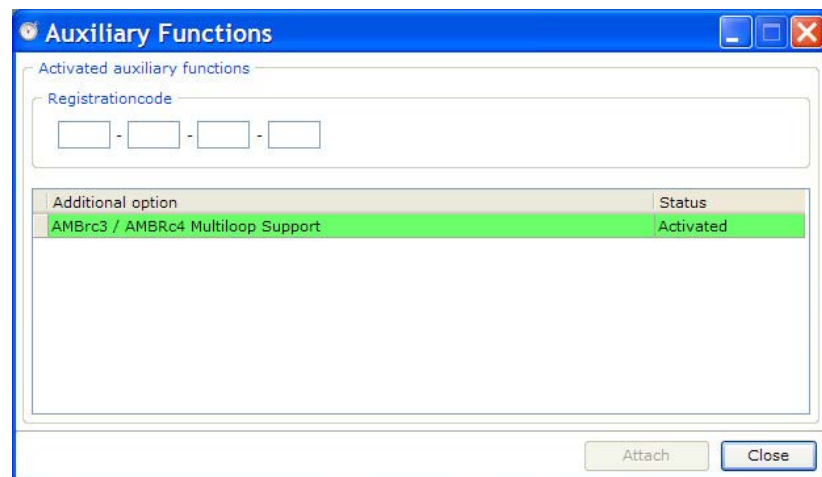 Auxiliary Functions
Activated auxiliary functions
Registrationcode
- - -
Additional option Status
AMBrc3 / AMBRc4 Multiloop Support Activated
Attach Close